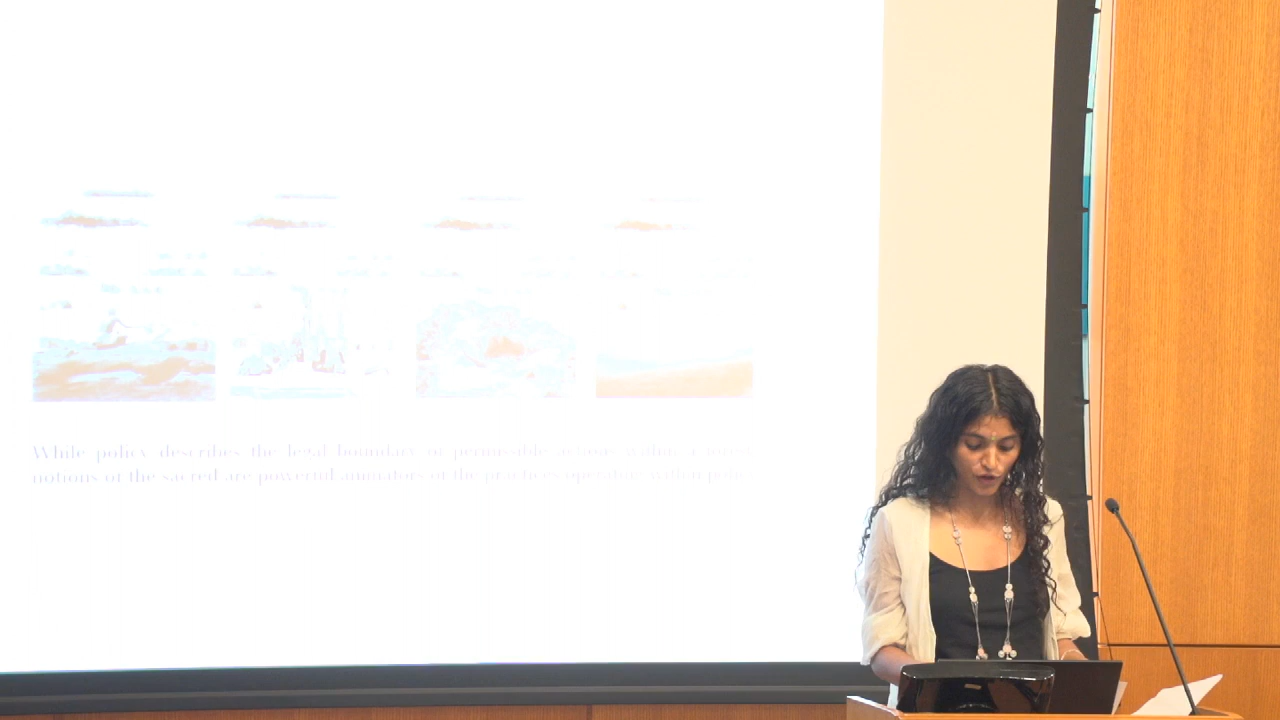 While policy describes the legal boundary of permissible actions within a forest
notions of the sacred are powerful animators of the practices operating within policy